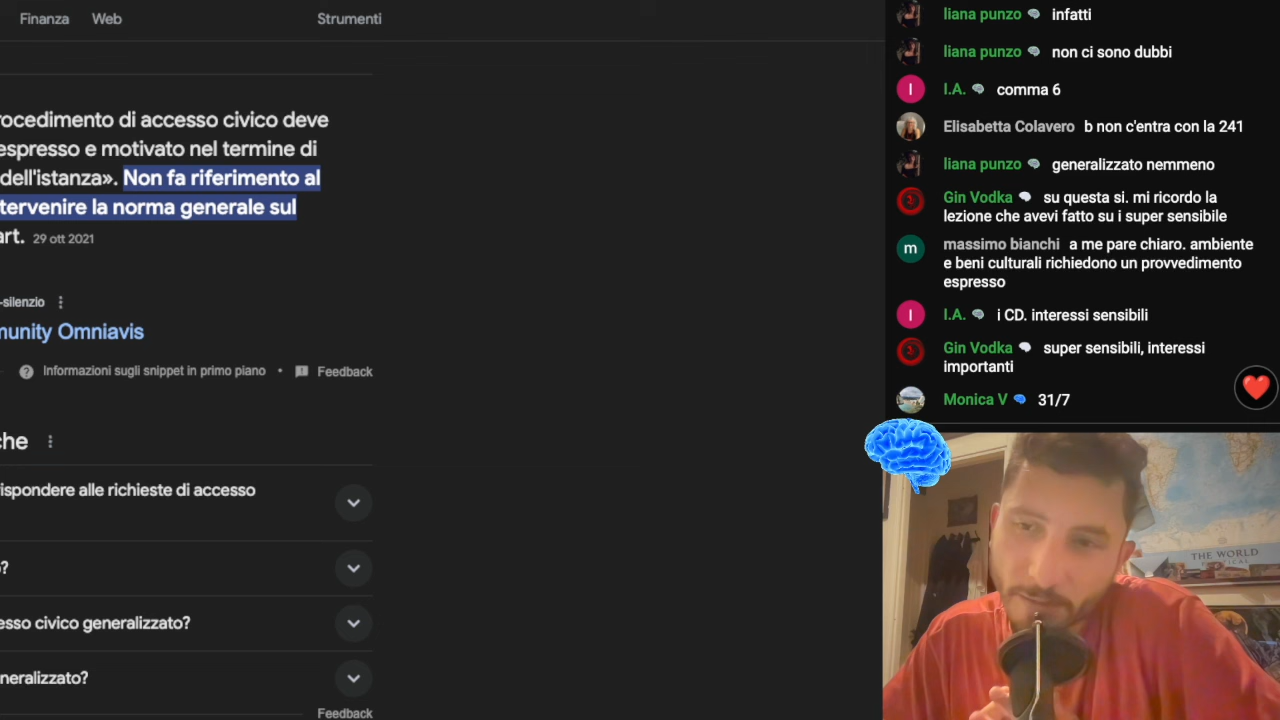 Finanza Web Strumenti
rocedimento di accesso civico deve
espresso e motivato nel termine di
dell'istanza». Non fa riferimento al
tervenire la norma generale sul
art. 29 ott 2021
-silenzio
munity Omniavis
Informazioni sugli snippet in primo piano • Feedback
che
ispondere alle richieste di accesso
o?
esso civico generalizzato?
neralizzato?
Feedback
liana punzo infatti
liana punzo non ci sono dubbi
I I.A. comma 6
Elisabetta Colavero b non c'entra con la 241
liana punzo generalizzato nemmeno
Gin Vodka su questa si. mi ricordo la
lezione che avevi fatto su i super sensibile
m massimo bianchi a me pare chiaro. ambiente
e beni culturali richiedono un provvedimento
espresso
I I.A. i CD. interessi sensibili
Gin Vodka super sensibili, interessi
importanti
Monica V 31/7
THE WORLD